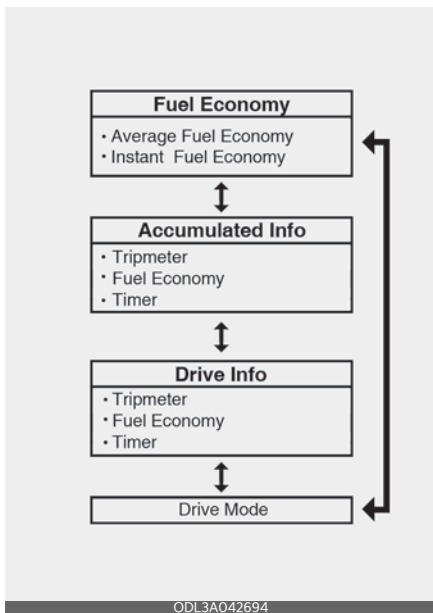 Fuel Economy
• Average Fuel Economy
• Instant Fuel Economy
Accumulated Info
• Tripmeter
• Fuel Economy
• Timer
Drive Info
• Tripmeter
• Fuel Economy
• Timer
Drive Mode
ODL3A042694